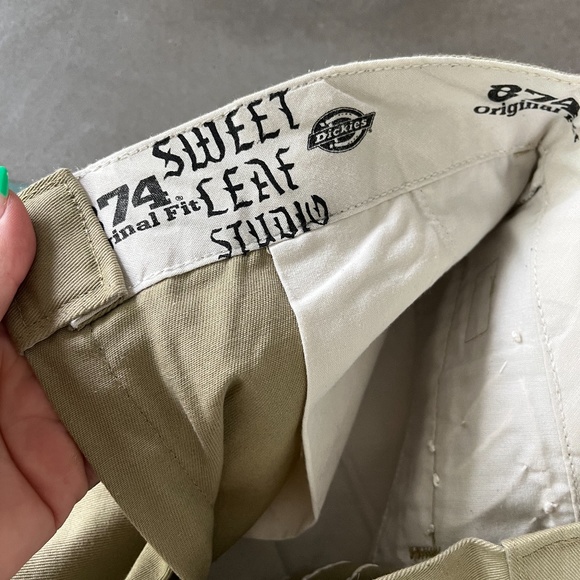 SWEET
LEAF
STUDIO
74
inal Fit
Dickies
874
Original